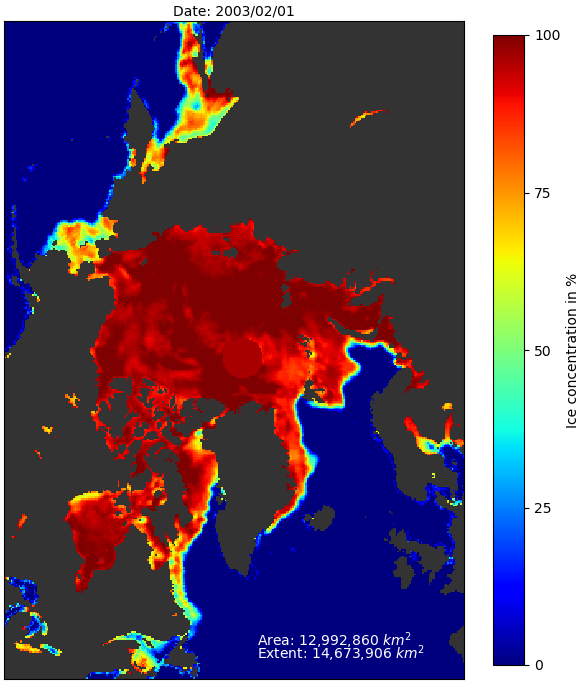 Date: 2003/02/01
100
75
50
25
0
Ice concentration in %
Area: 12,992,860 km²
Extent: 14,673,906 km²